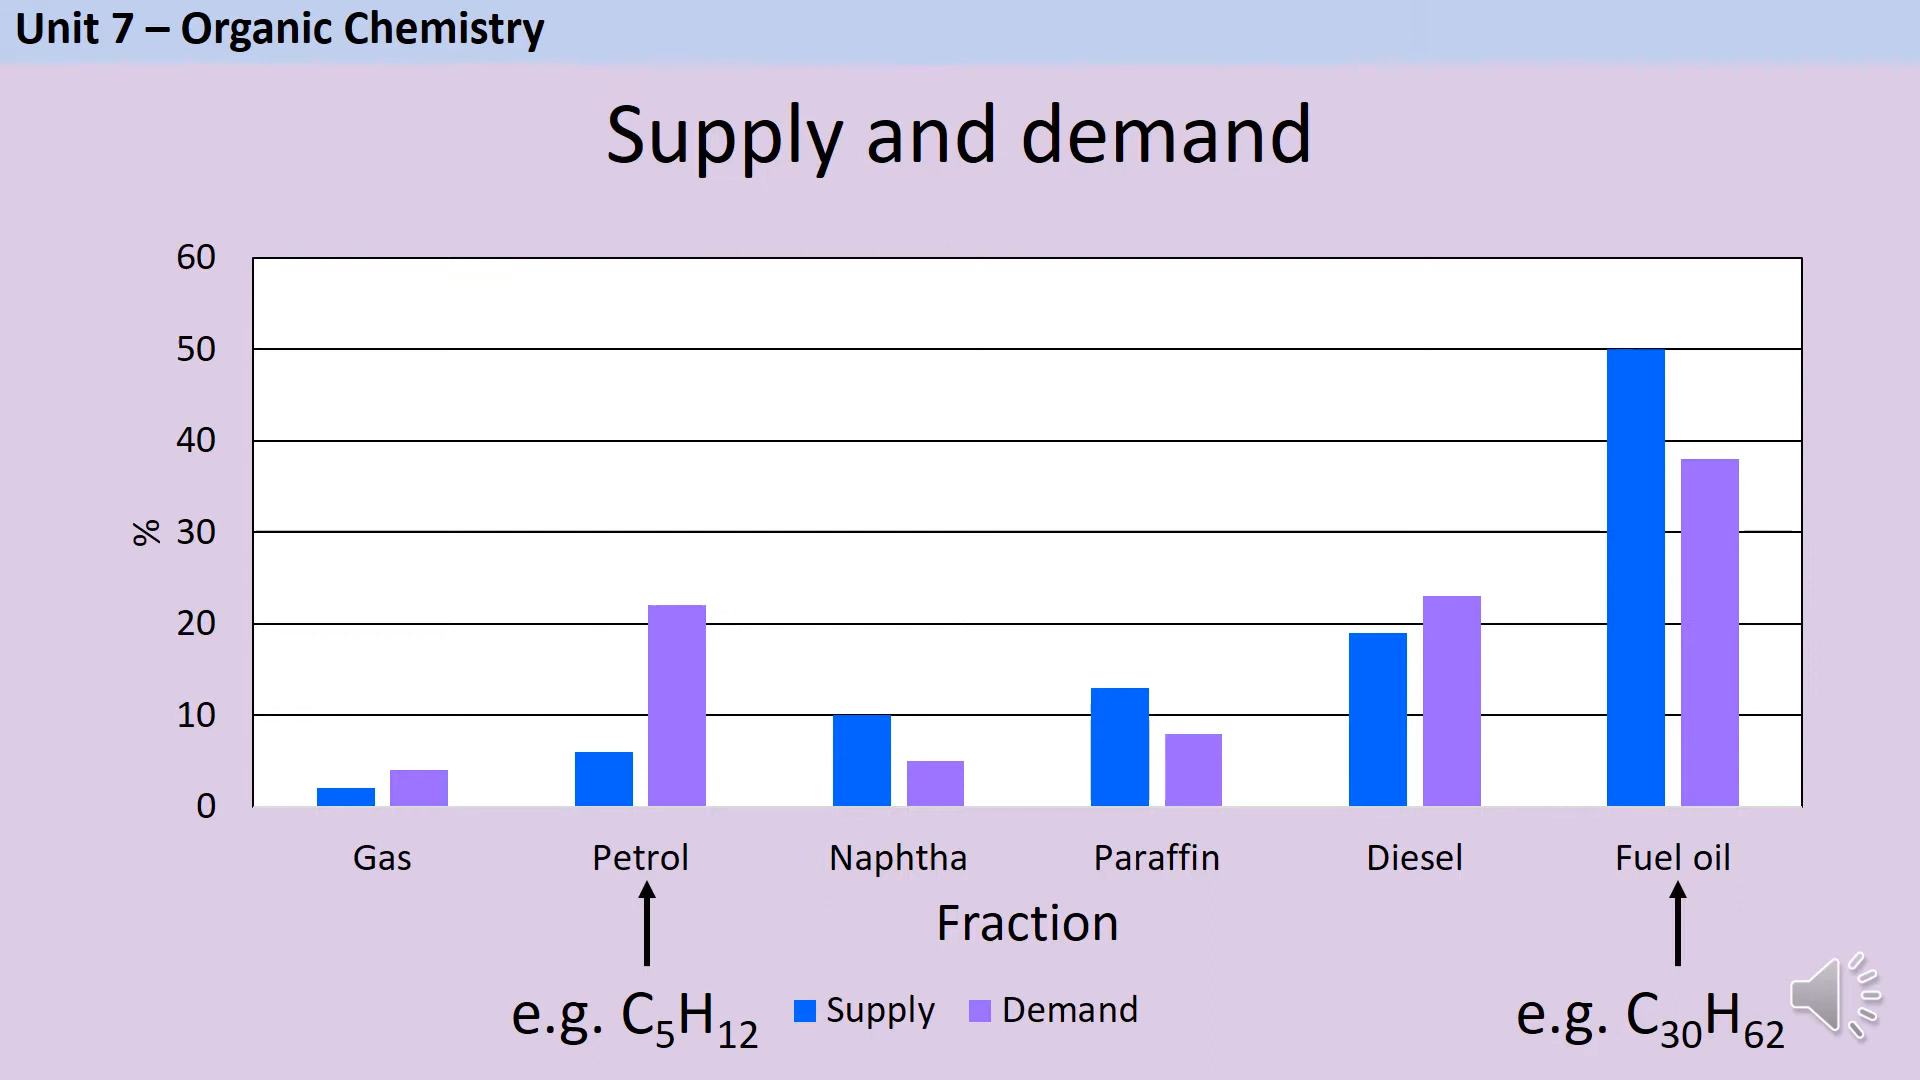 Unit 7 – Organic Chemistry
Supply and demand
60
50
40
30
20
10
0
%
Gas Petrol Naphtha Paraffin Diesel Fuel oil
Fraction
e.g. C₅H₁₂ Supply Demand e.g. C₃₀H₆₂